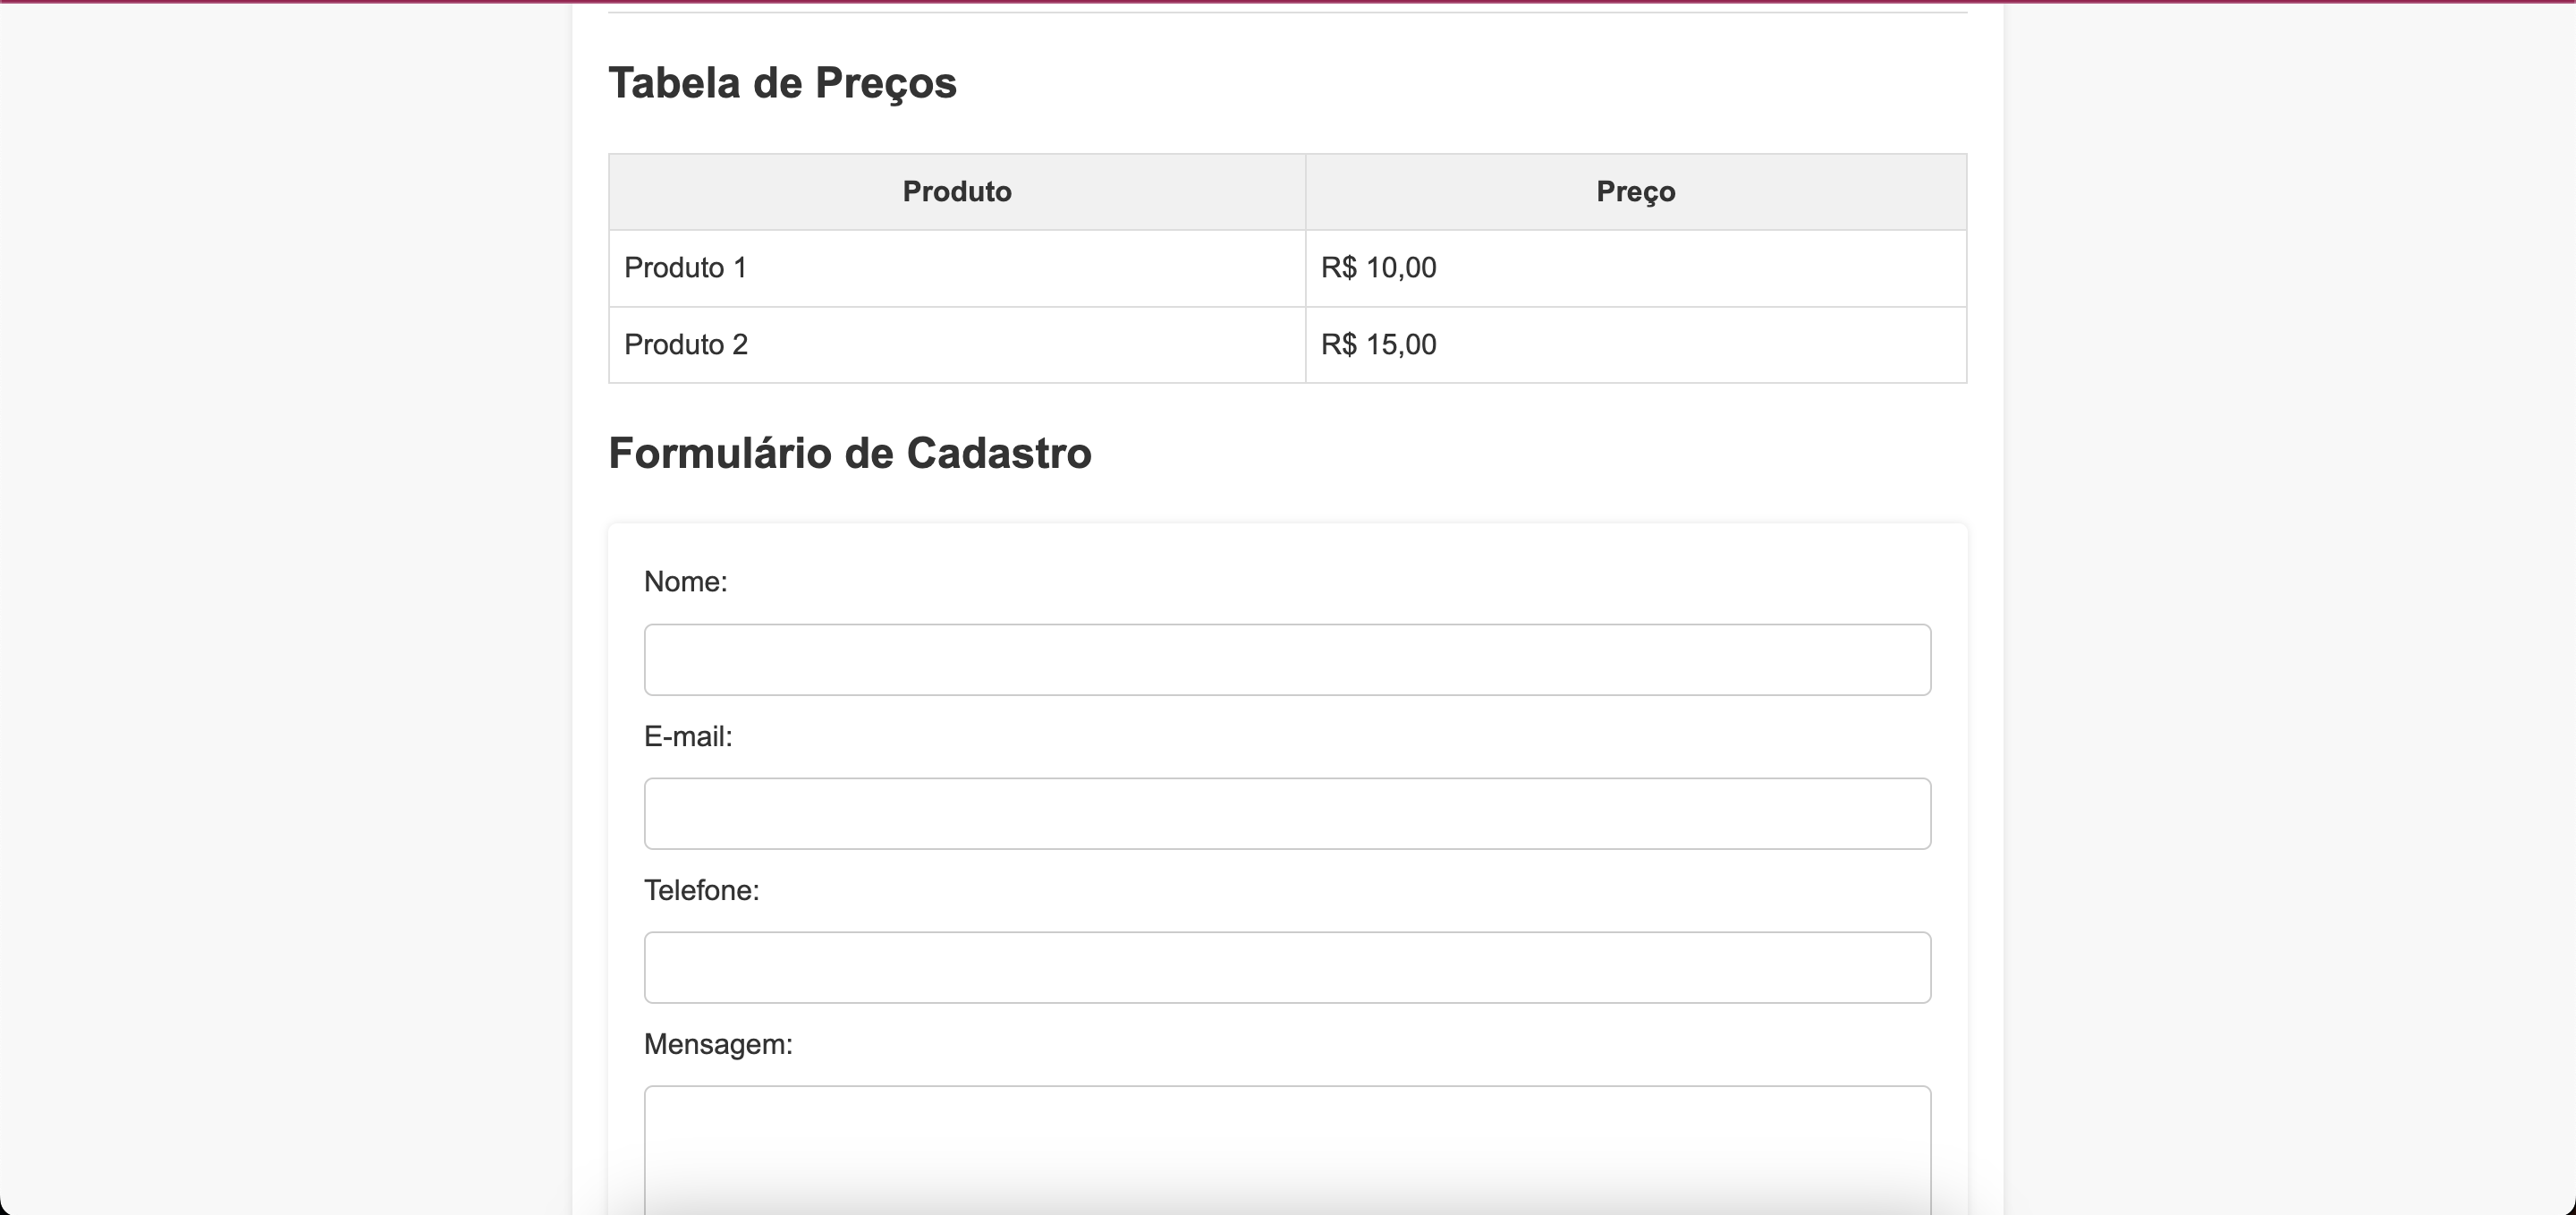 Tabela de Preços
Produto Preço
Produto 1 R$ 10,00
Produto 2 R$ 15,00
Formulário de Cadastro
Nome:
E-mail:
Telefone:
Mensagem: